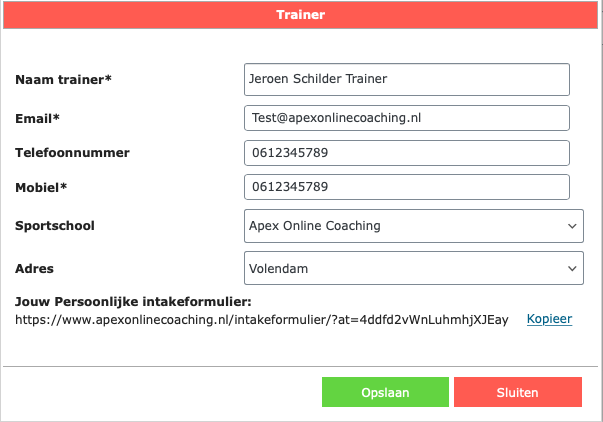 Trainer
Naam trainer* Jeroen Schilder Trainer
Email* Test@apexonlinecoaching.nl
Telefoonnummer 0612345789
Mobiel* 0612345789
Sportschool Apex Online Coaching
Adres Volendam
Jouw Persoonlijke intakeformulier:
https://www.apexonlinecoaching.nl/intakeformulier/?at=4ddfd2vWnLuhmhjXJEay Kopieer
Opslaan Sluiten